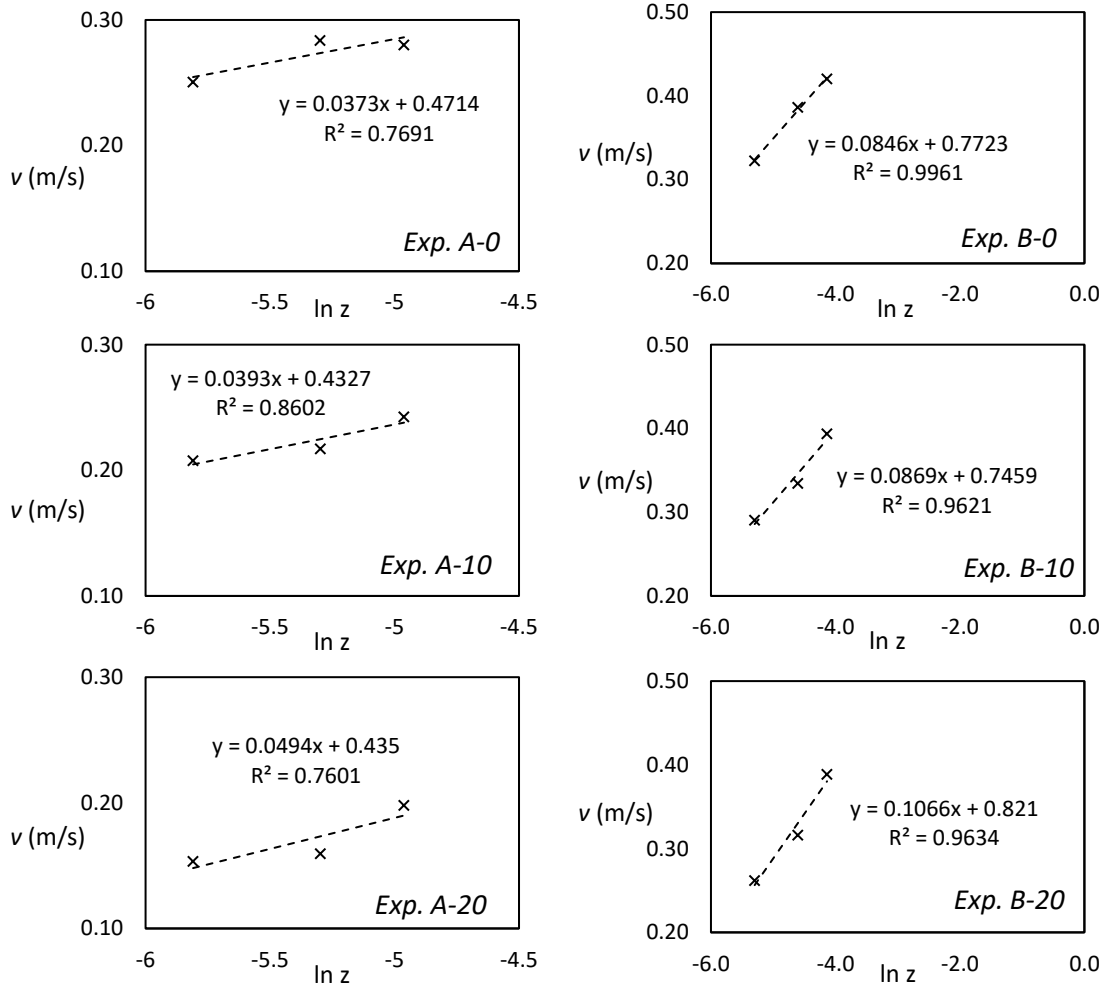 0.30
0.20
0.10
v (m/s)
y = 0.0373x + 0.4714
R² = 0.7691
Exp. A-0
-6
-5.5
-5
-4.5
ln z
0.50
0.40
0.30
0.20
v (m/s)
y = 0.0846x + 0.7723
R² = 0.9961
Exp. B-0
-6.0
-4.0
-2.0
0.0
ln z
0.30
0.20
0.10
v (m/s)
y = 0.0393x + 0.4327
R² = 0.8602
Exp. A-10
-6
-5.5
-5
-4.5
ln z
0.50
0.40
0.30
0.20
v (m/s)
y = 0.0869x + 0.7459
R² = 0.9621
Exp. B-10
-6.0
-4.0
-2.0
0.0
ln z
0.30
0.20
0.10
v (m/s)
y = 0.0494x + 0.435
R² = 0.7601
Exp. A-20
-6
-5.5
-5
-4.5
ln z
0.50
0.40
0.30
0.20
v (m/s)
y = 0.1066x + 0.821
R² = 0.9634
Exp. B-20
-6.0
-4.0
-2.0
0.0
ln z